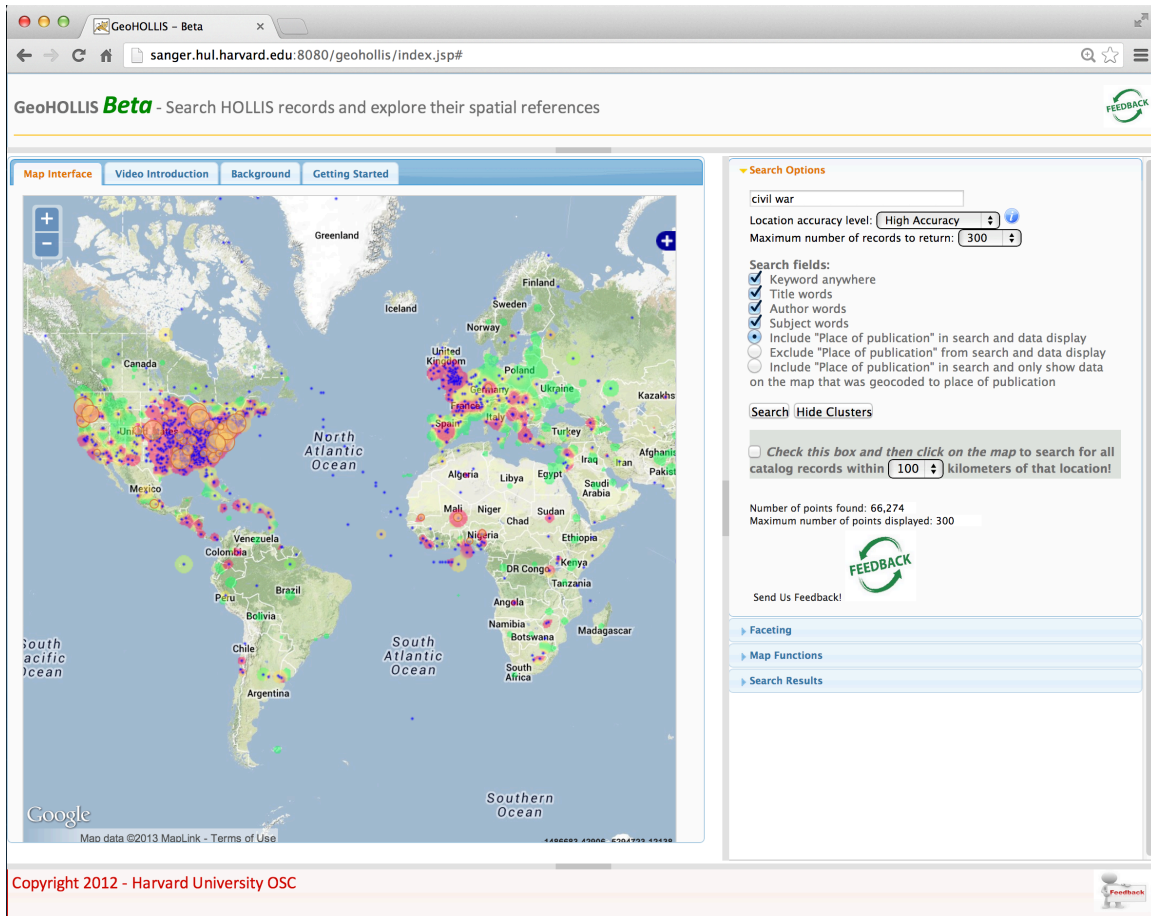 GeoHOLLIS – Beta
sanger.hul.harvard.edu:8080/geohollis/index.jsp#
GeoHOLLIS Beta - Search HOLLIS records and explore their spatial references
FEEDBACK
Map Interface
Video Introduction
Background
Getting Started
+
−
Greenland
Iceland
Finland
Sweden
Norway
United
Kingdom
Poland
Germany
Ukraine
Kazakhs
France
Italy
Spain
Turkey
Canada
North
Atlantic
Ocean
Algeria
Libya
Egypt
Iraq
Iran
Afghanis
Pakist
Saudi
Arabia
Mexico
Mali
Niger
Chad
Sudan
Nigeria
Ethiopia
Venezuela
Colombia
DR Congo
Kenya
Tanzania
Peru
Brazil
Bolivia
Angola
Namibia
Botswana
Madagascar
South
Africa
Chile
South
Atlantic
Ocean
South
acific
Ocean
Argentina
Southern
Ocean
Google
Map data ©2013 MapLink - Terms of Use
Search Options
civil war
Location accuracy level: High Accuracy
Maximum number of records to return: 300
Search fields:
Keyword anywhere
Title words
Author words
Subject words
Include "Place of publication" in search and data display
Exclude "Place of publication" from search and data display
Include "Place of publication" in search and only show data
on the map that was geocoded to place of publication
Search Hide Clusters
Check this box and then click on the map to search for all
catalog records within 100 kilometers of that location!
Number of points found: 66,274
Maximum number of points displayed: 300
FEEDBACK
Send Us Feedback!
Faceting
Map Functions
Search Results
Copyright 2012 - Harvard University OSC
Feedback